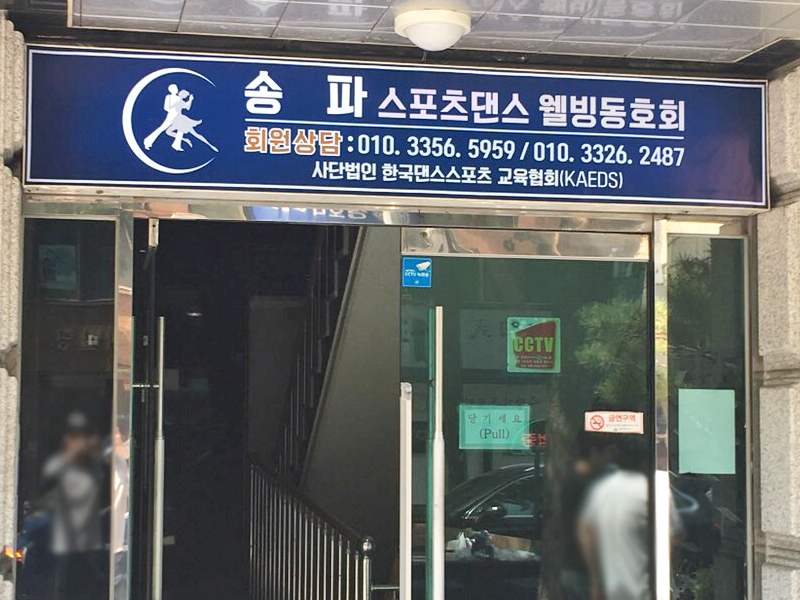 송 파 스포츠댄스 웰빙동호회
회원상담 : 010. 3356. 5959 / 010. 3326. 2487
사단법인 한국댄스스포츠 교육협회(KAEDS)
CCTV
CCTV
당기세요
(Pull)
금연구역